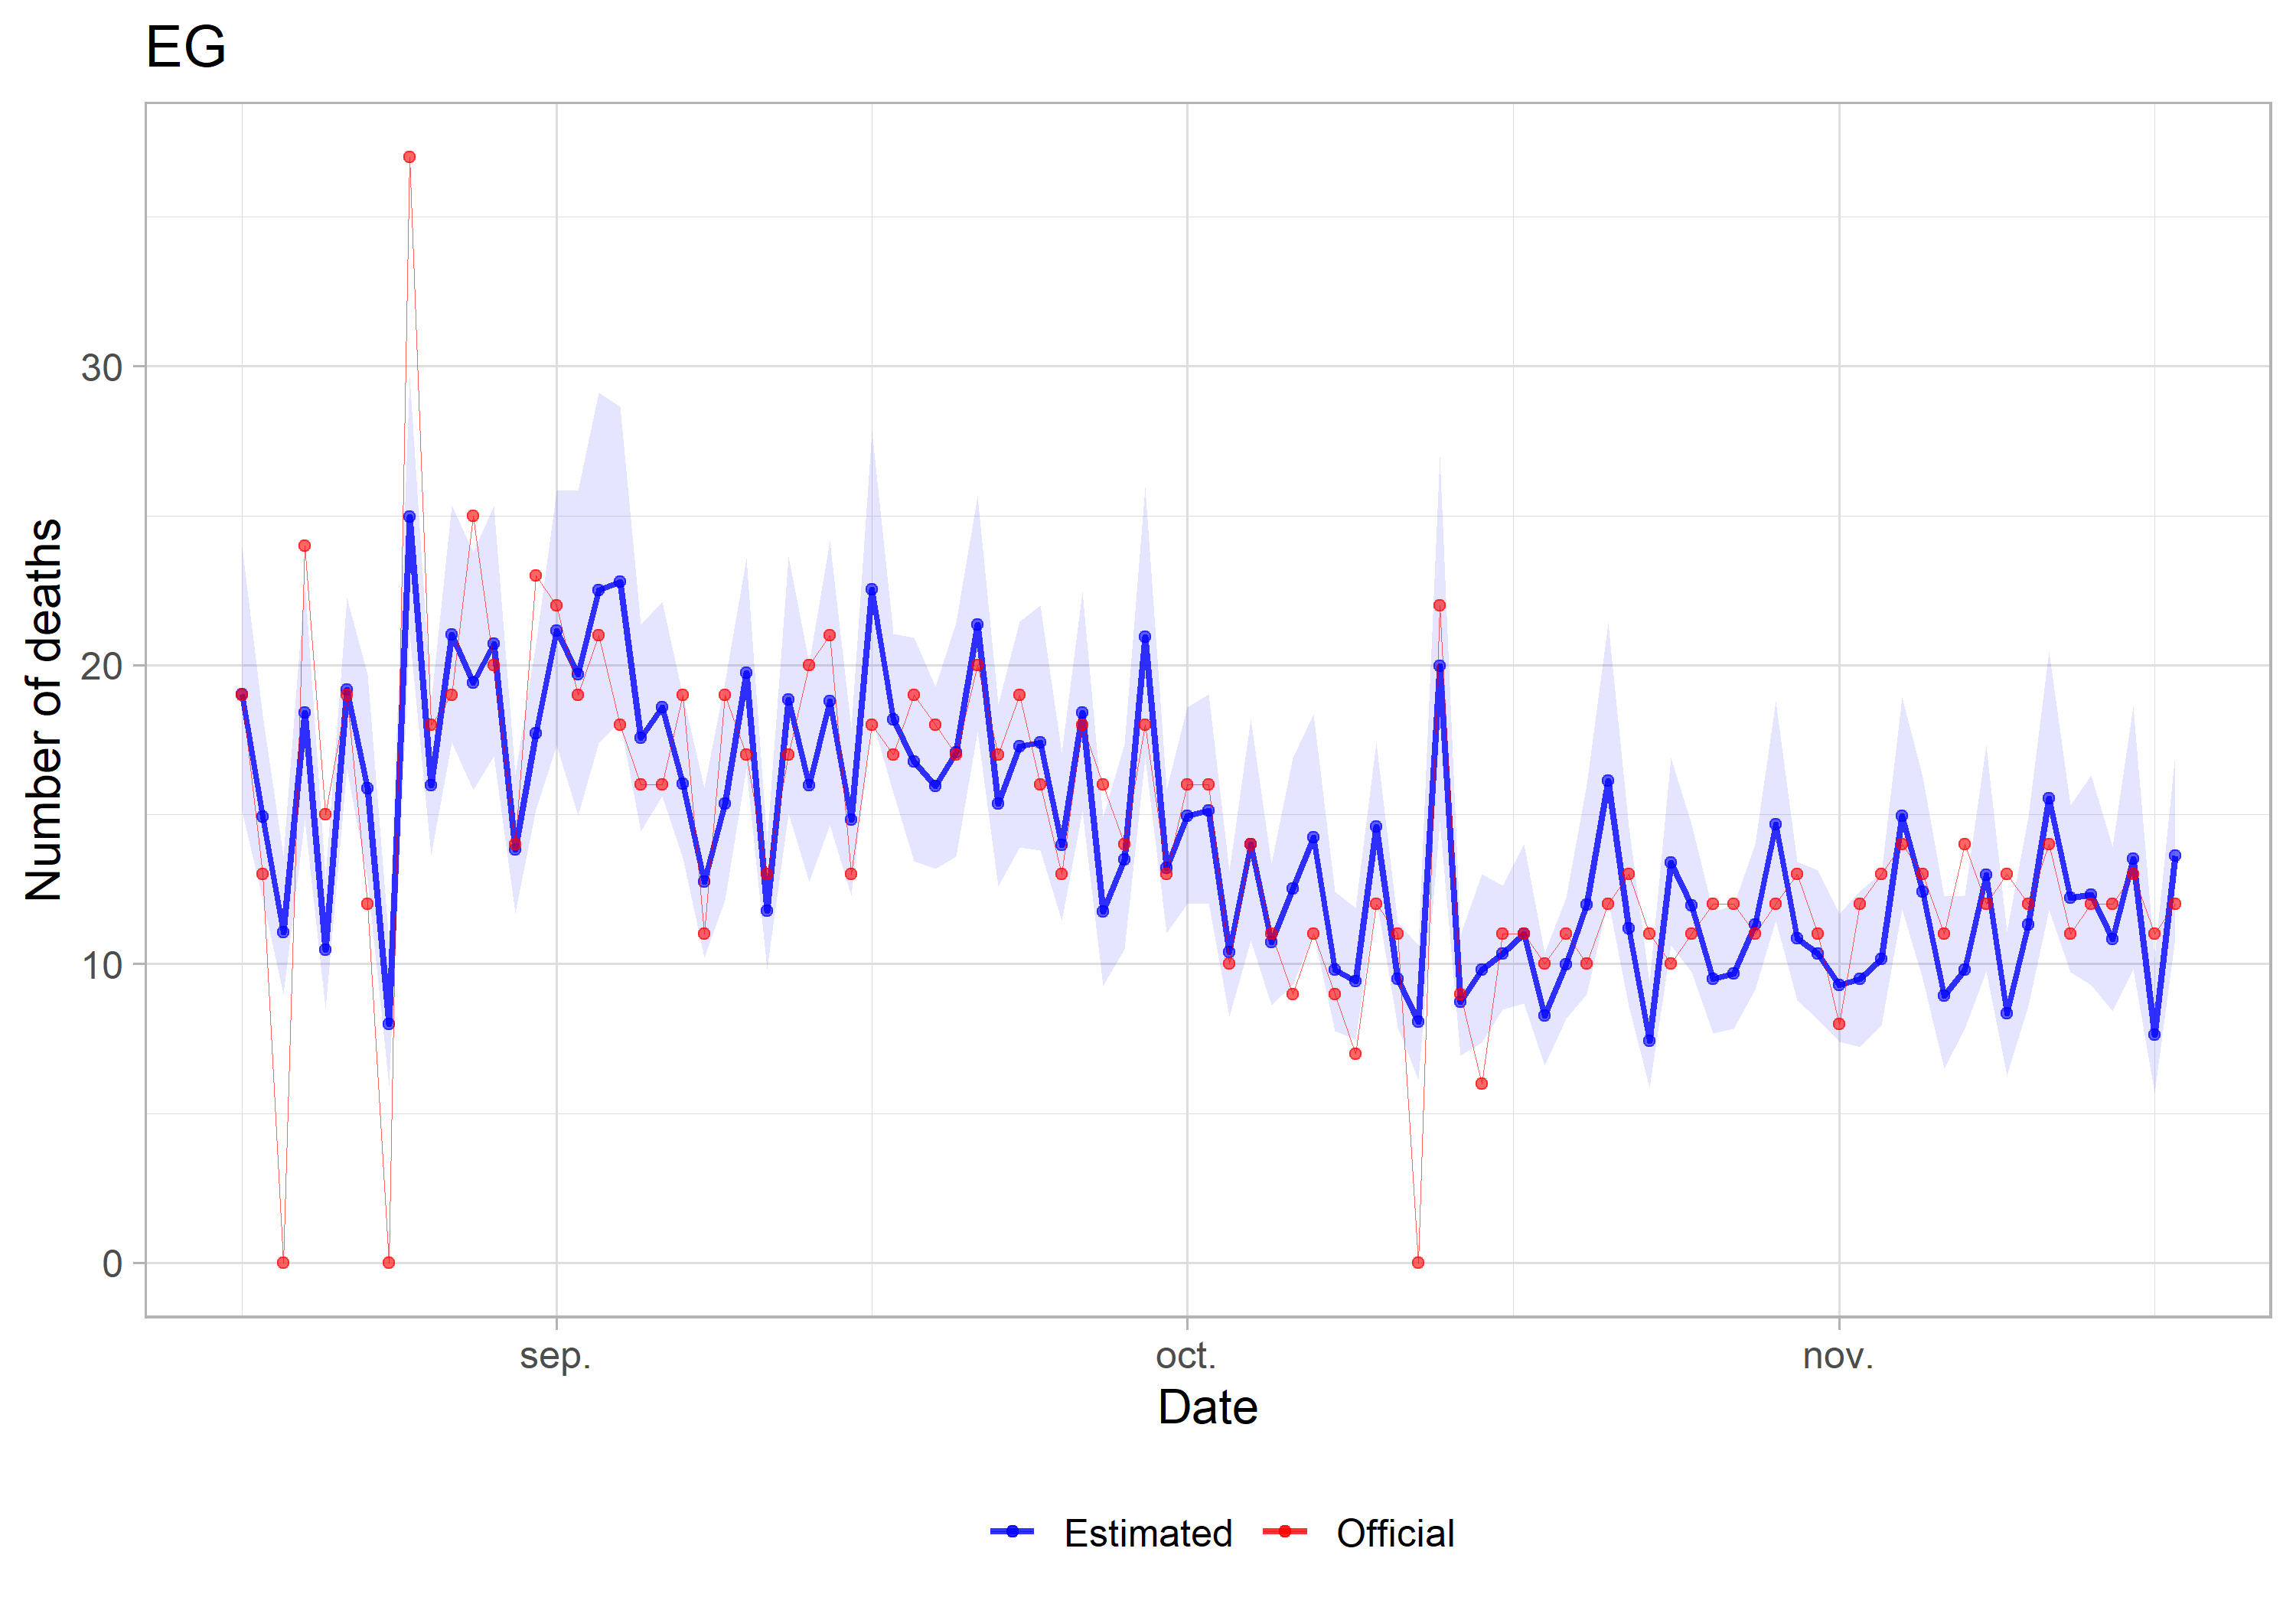 EG
Number of deaths
30
20
10
0
sep.
oct.
nov.
Date
Estimated
Official